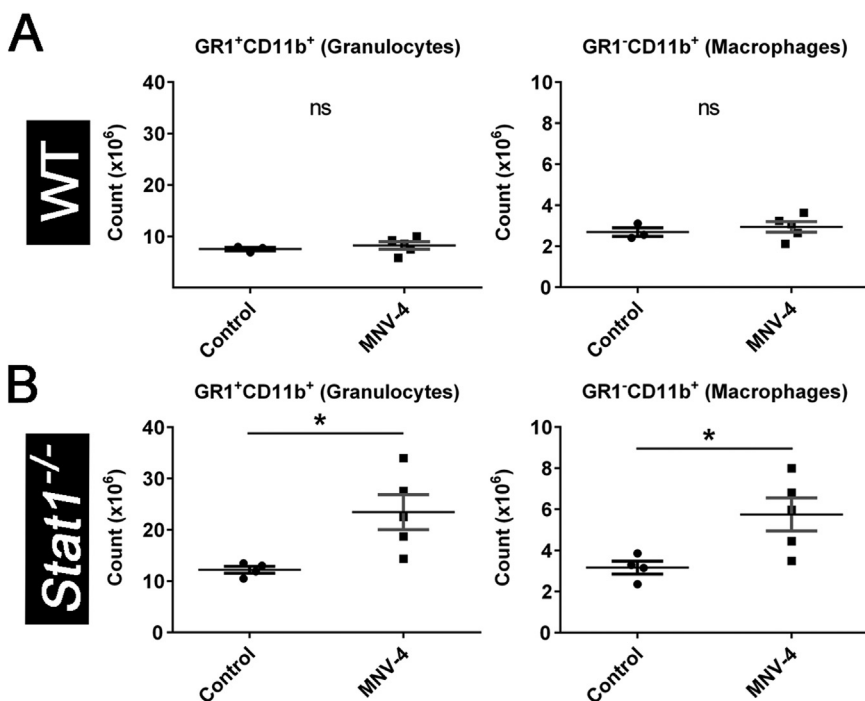 A
WT
GR1⁺CD11b⁺ (Granulocytes)
Count (x10⁶)
40
30
20
10
ns
Control
MNV-4
GR1⁻CD11b⁺ (Macrophages)
Count (x10⁶)
10
8
6
4
2
0
ns
Control
MNV-4
B
Stat1⁻/⁻
GR1⁺CD11b⁺ (Granulocytes)
Count (x10⁶)
40
30
20
10
0
*
Control
MNV-4
GR1⁻CD11b⁺ (Macrophages)
Count (x10⁶)
10
8
6
4
2
0
*
Control
MNV-4